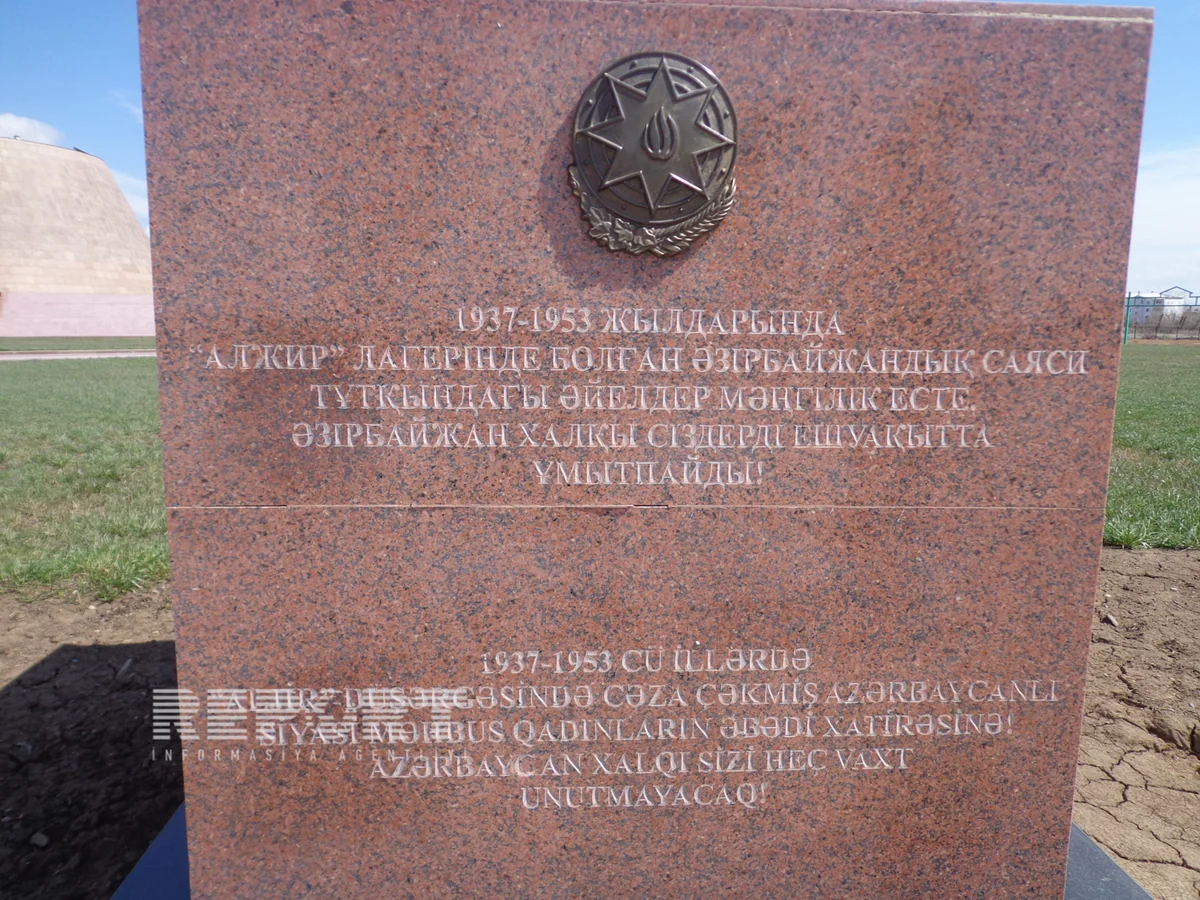 1937-1953 ЖЫЛДАРЫНДА
“АЛЖИР” ЛАГЕРІНДЕ БОЛҒАН ӘЗІРБАЙЖАНДЫҚ САЯСИ
ТҰТҚЫНДАҒЫ ӘЙЕЛДЕР МӘҢГІЛІК ЕСТЕ.
ӘЗІРБАЙЖАН ХАЛҚЫ СІЗДЕРДІ ЕШУАҚЫТТА
ҰМЫТПАЙДЫ!
1937-1953 CÜ İLLƏRDƏ
“ALJİR” DÜŞƏRGƏSİNDƏ CƏZA ÇƏKMİŞ AZƏRBAYCANLI
SİYASİ MƏHBUS QADINLARIN ƏBƏDİ XATİRƏSİNƏ!
AZƏRBAYCAN XALQI SİZİ HEÇ VAXT
UNUTMAYACAQ!
REPORT
İNFORMASİYA AGENTLİYİ